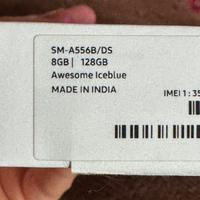 SM-A556B/DS
8GB | 128GB
Awesome Iceblue
MADE IN INDIA
IMEI 1 : 35